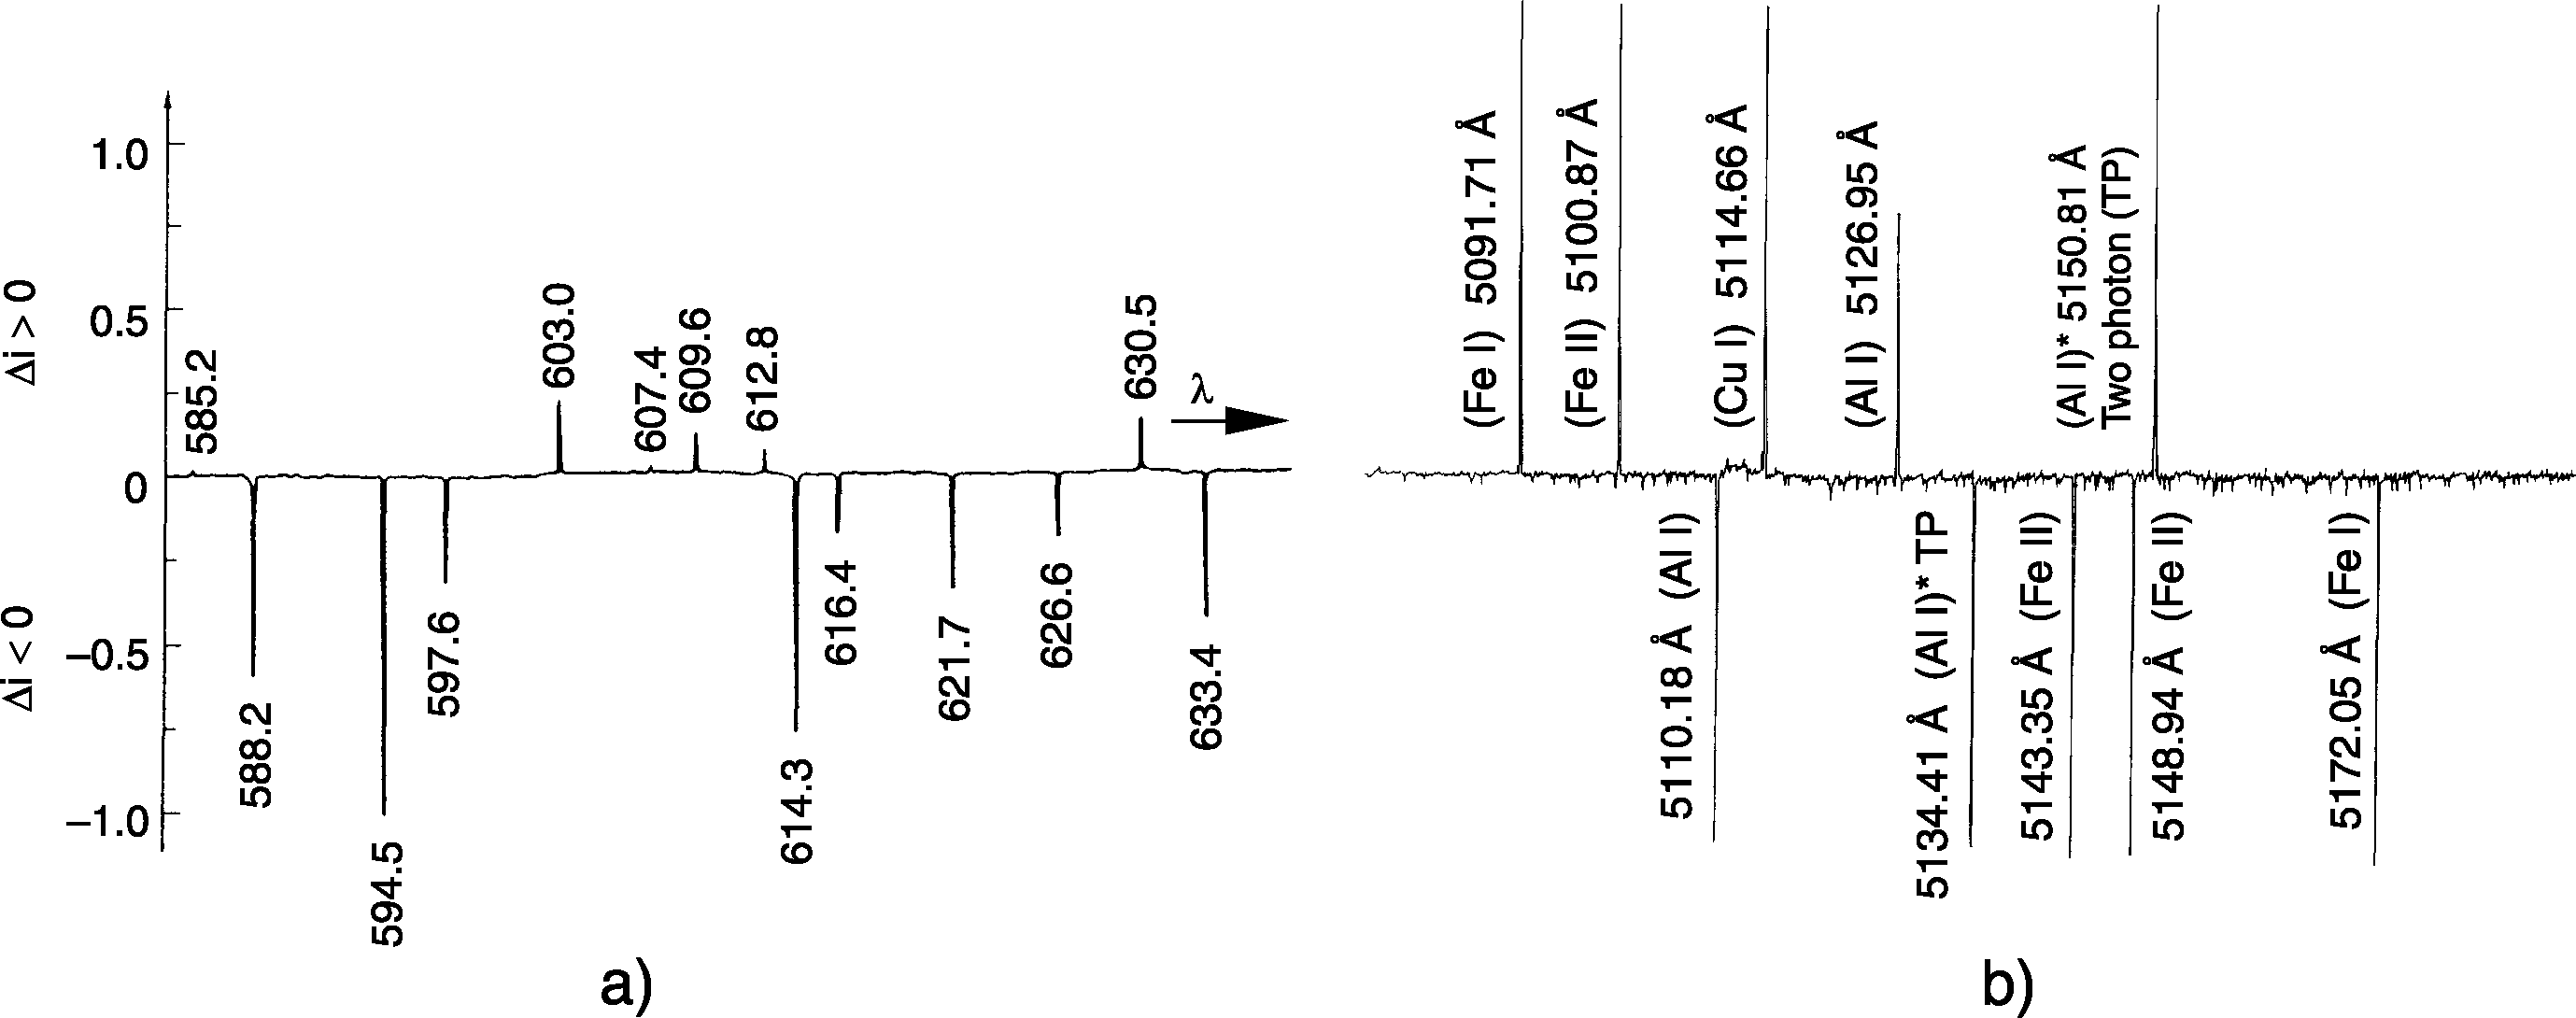 1.0
0.5
0
−0.5
−1.0
Δi > 0
Δi < 0
585.2
588.2
594.5
597.6
603.0
607.4
609.6
612.8
614.3
616.4
621.7
626.6
630.5
633.4
λ
a)
(Fe I) 5091.71 Å
(Fe II) 5100.87 Å
(Cu I) 5114.66 Å
(Al I) 5126.95 Å
(Al I)* 5150.81 Å
Two photon (TP)
5110.18 Å (Al I)
5134.41 Å (Al I)* TP
5143.35 Å (Fe II)
5148.94 Å (Fe II)
5172.05 Å (Fe I)
b)